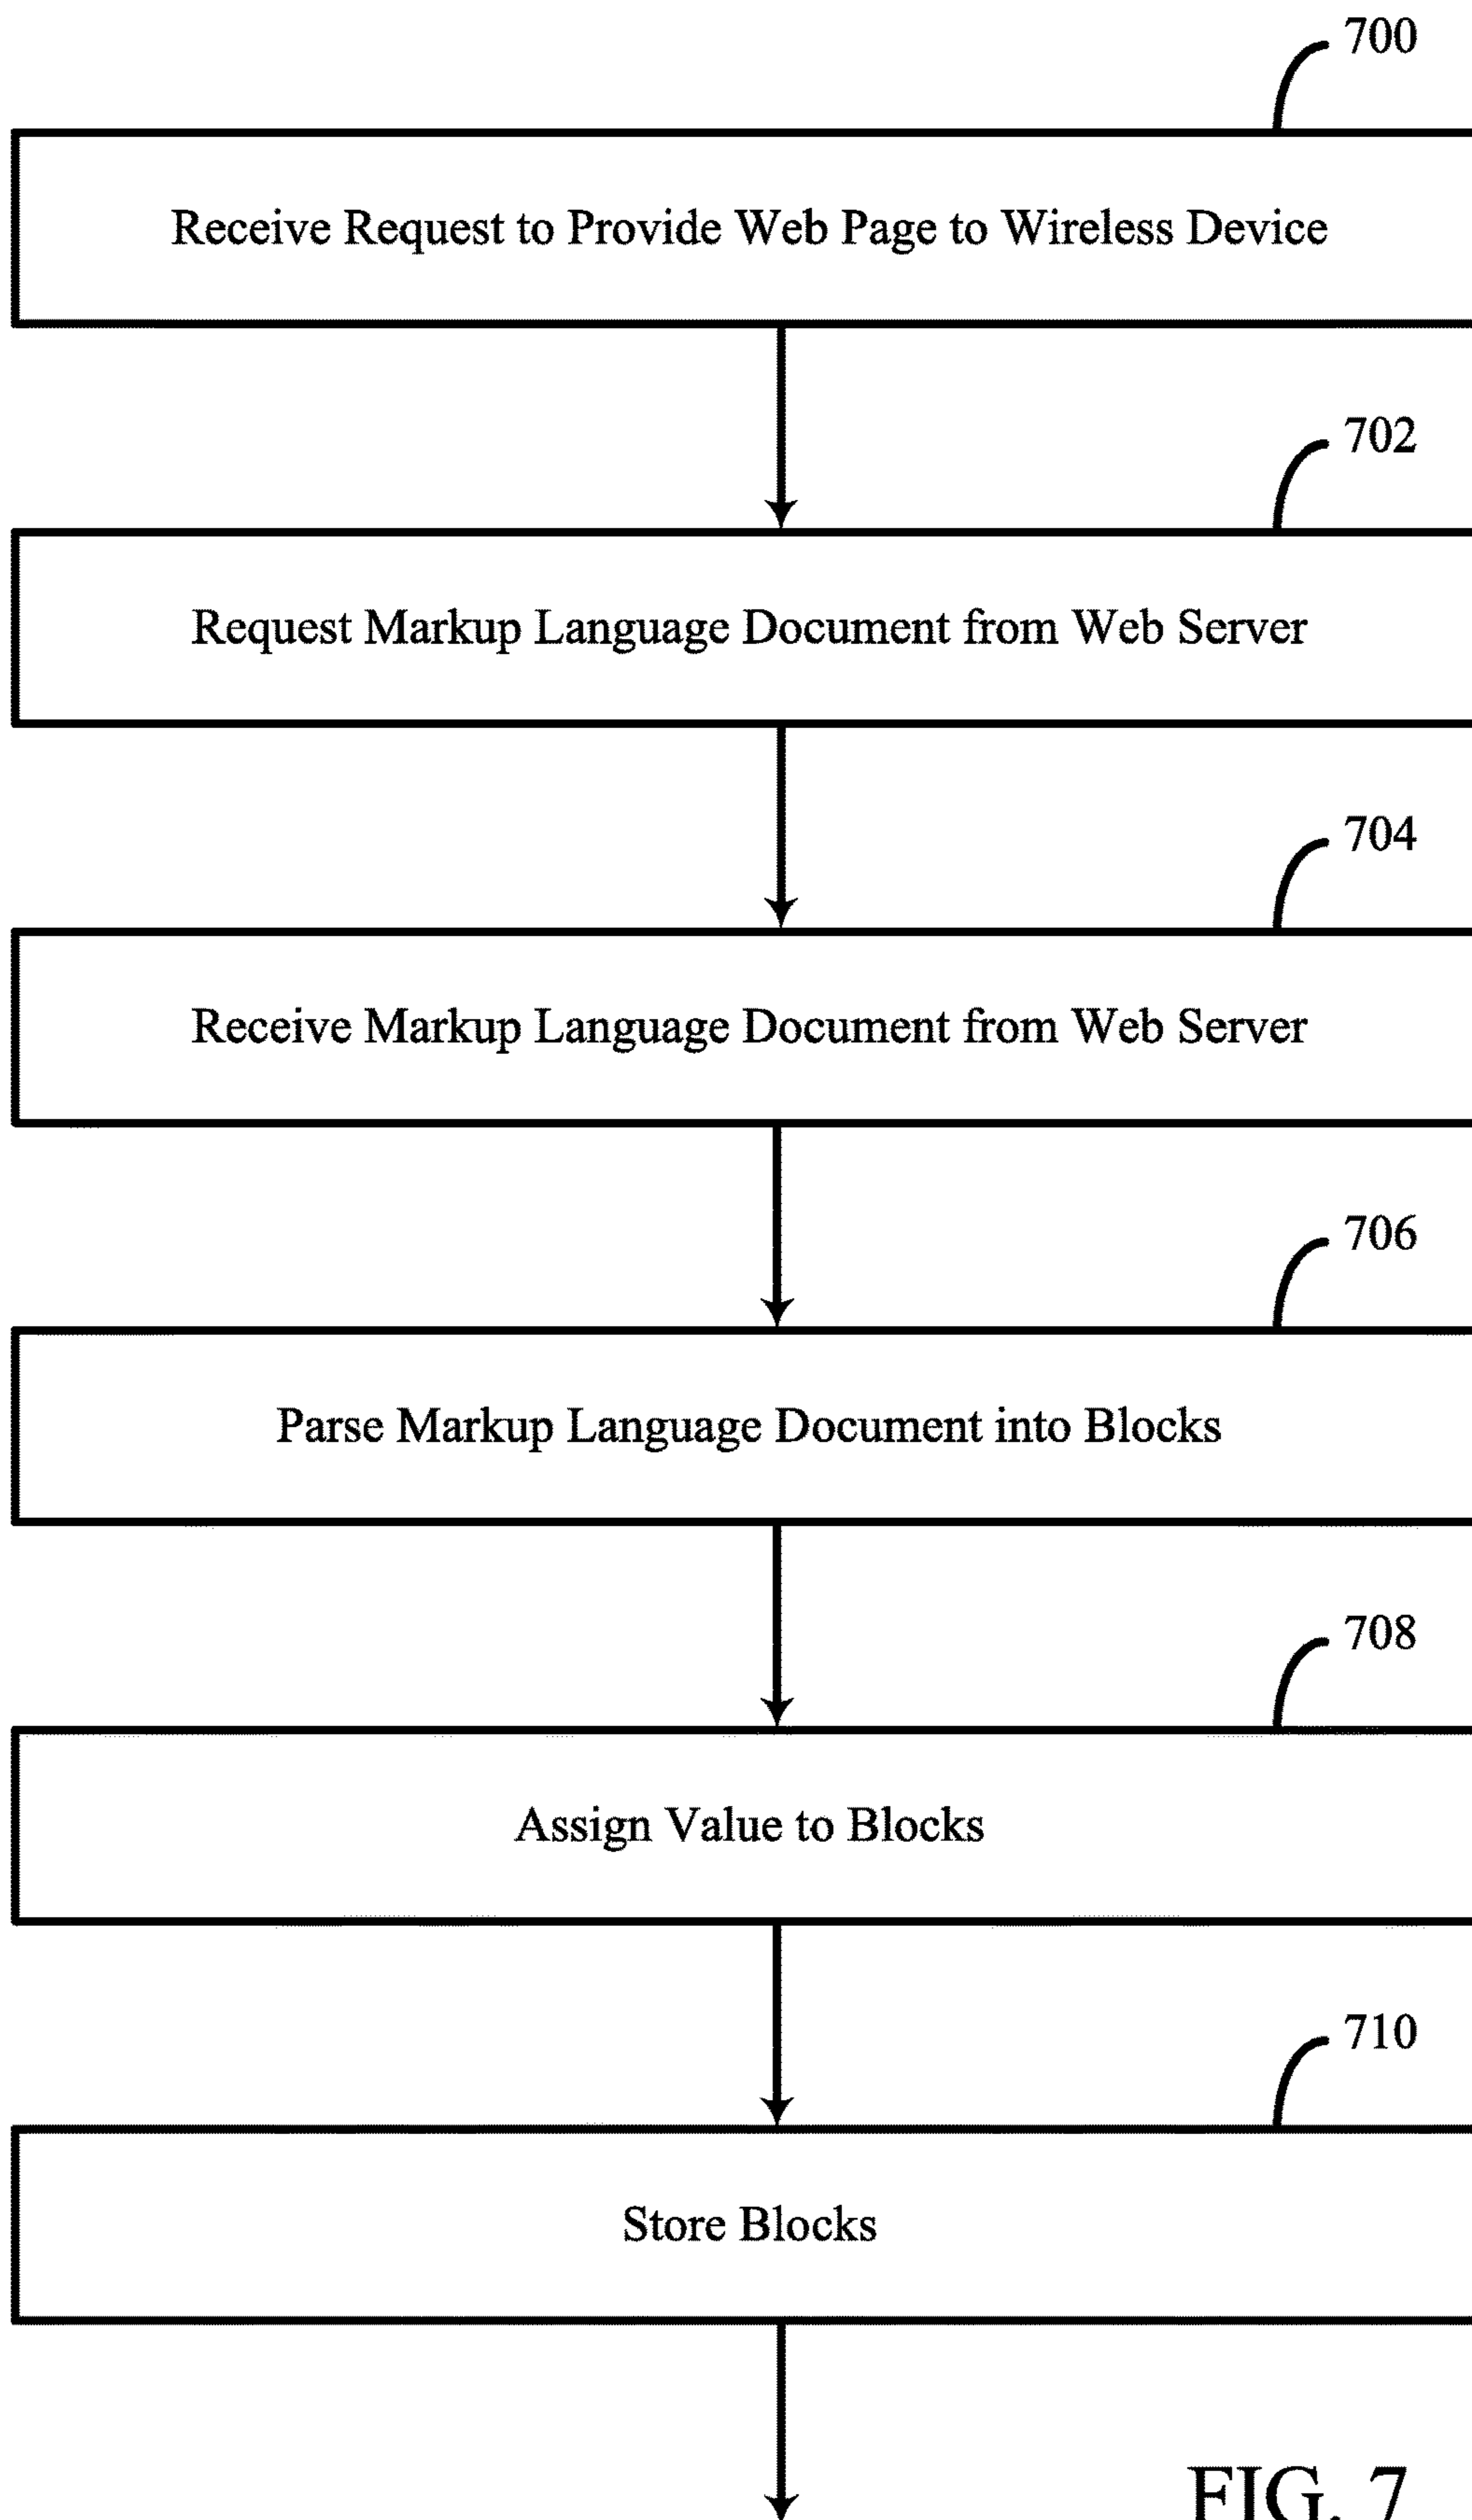 700
Receive Request to Provide Web Page to Wireless Device
702
Request Markup Language Document from Web Server
704
Receive Markup Language Document from Web Server
706
Parse Markup Language Document into Blocks
708
Assign Value to Blocks
710
Store Blocks
FIG. 7